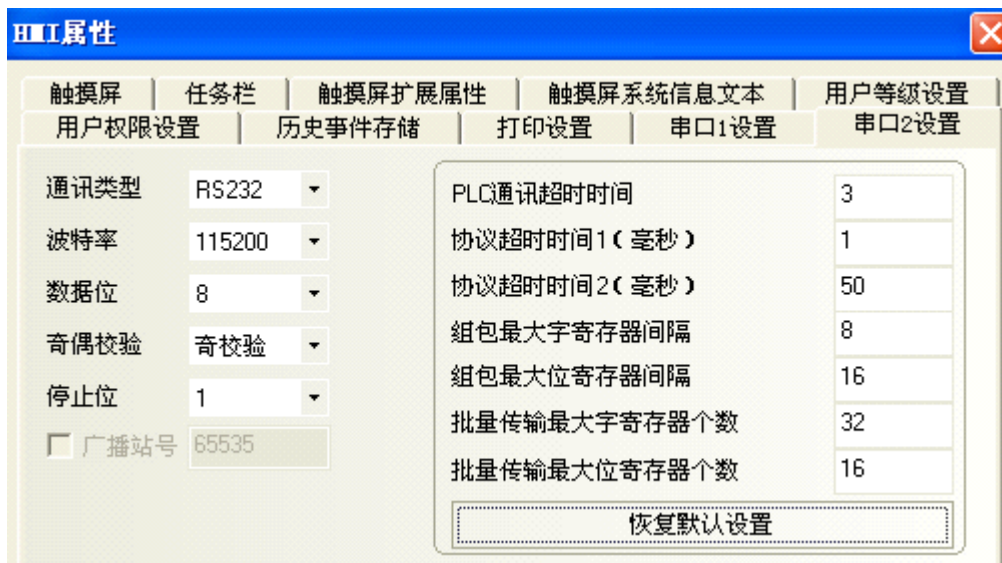 HMI属性
触摸屏 任务栏 触摸屏扩展属性 触摸屏系统信息文本 用户等级设置
用户权限设置 历史事件存储 打印设置 串口1设置 串口2设置
通讯类型 RS232
波特率 115200
数据位 8
奇偶校验 奇校验
停止位 1
广播站号 65535
PLC通讯超时时间 3
协议超时时间1(毫秒) 1
协议超时时间2(毫秒) 50
组包最大字寄存器间隔 8
组包最大位寄存器间隔 16
批量传输最大字寄存器个数 32
批量传输最大位寄存器个数 16
恢复默认设置